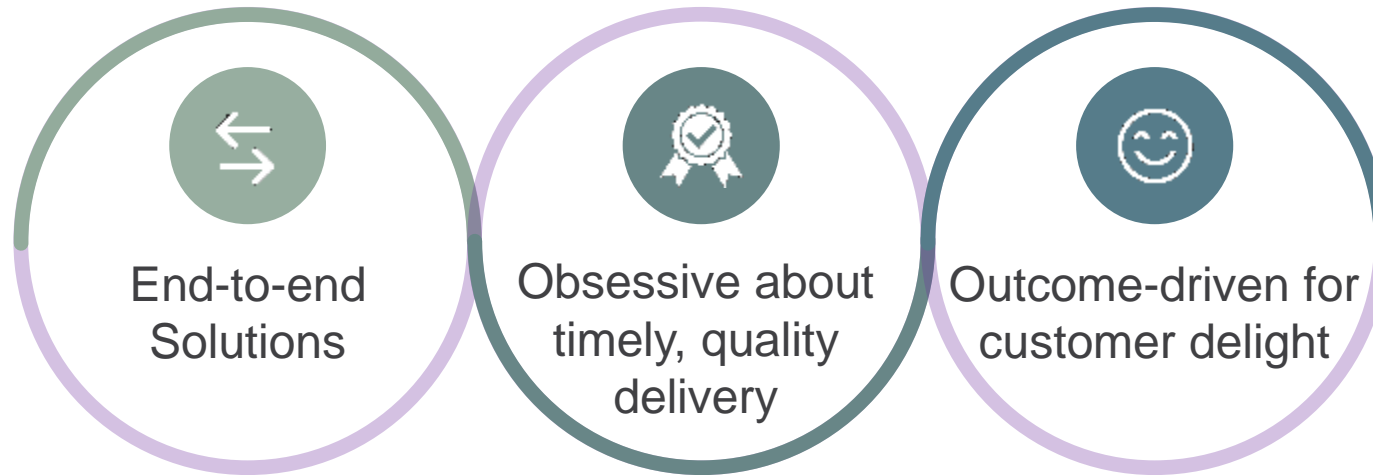 End-to-end
Solutions
Obsessive about
timely, quality
delivery
Outcome-driven for
customer delight